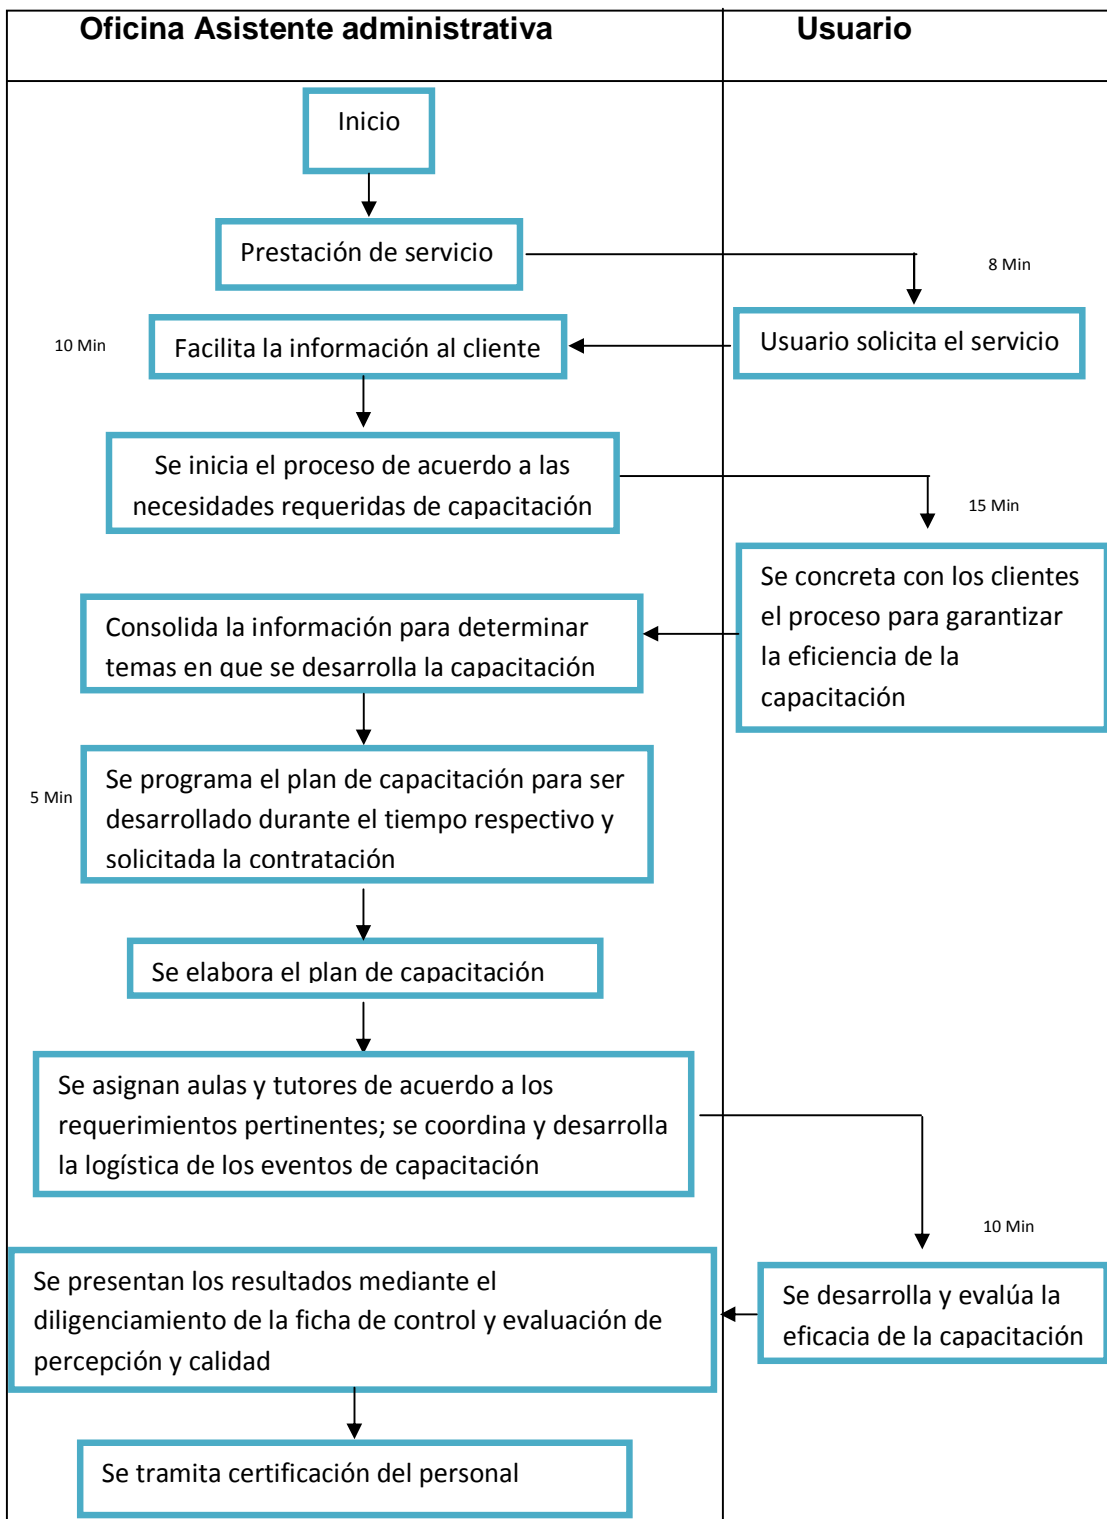 Oficina Asistente administrativa
Usuario
Inicio
Prestación de servicio
8 Min
Usuario solicita el servicio
10 Min
Facilita la información al cliente
Se inicia el proceso de acuerdo a las
necesidades requeridas de capacitación
15 Min
Se concreta con los clientes
el proceso para garantizar
la eficiencia de la
capacitación
Consolida la información para determinar
temas en que se desarrolla la capacitación
5 Min
Se programa el plan de capacitación para ser
desarrollado durante el tiempo respectivo y
solicitada la contratación
Se elabora el plan de capacitación
Se asignan aulas y tutores de acuerdo a los
requerimientos pertinentes; se coordina y desarrolla
la logística de los eventos de capacitación
10 Min
Se desarrolla y evalúa la
eficacia de la capacitación
Se presentan los resultados mediante el
diligenciamiento de la ficha de control y evaluación de
percepción y calidad
Se tramita certificación del personal